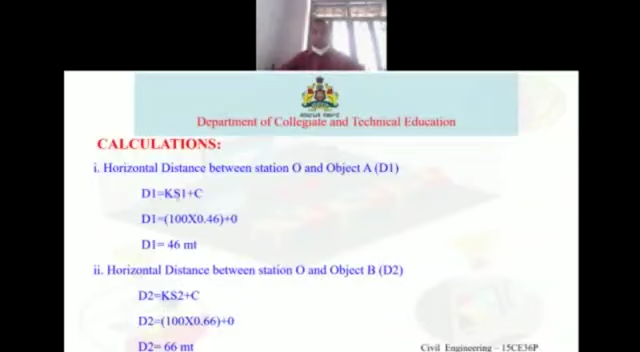 Department of Collegiate and Technical Education
CALCULATIONS:
i. Horizontal Distance between station O and Object A (D1)
D1=KS1+C
D1=(100X0.46)+0
D1= 46 mt
ii. Horizontal Distance between station O and Object B (D2)
D2=KS2+C
D2=(100X0.66)+0
D2= 66 mt
Civil Engineering – 15CE36P